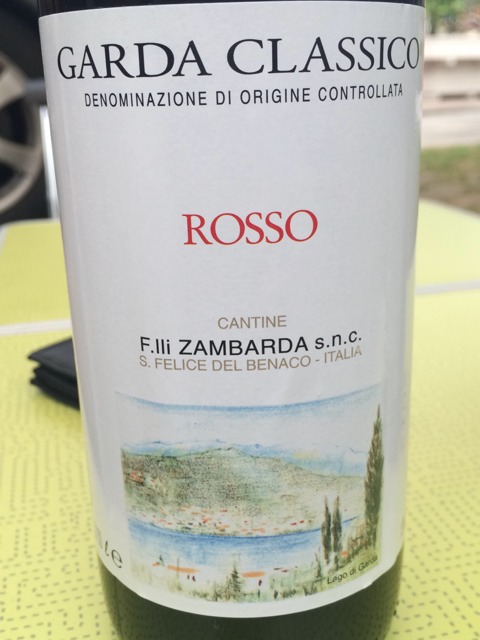 GARDA CLASSICO
DENOMINAZIONE DI ORIGINE CONTROLLATA
ROSSO
CANTINE
F.lli ZAMBARDA s.n.c.
S. FELICE DEL BENACO - ITALIA
Lago di Garda